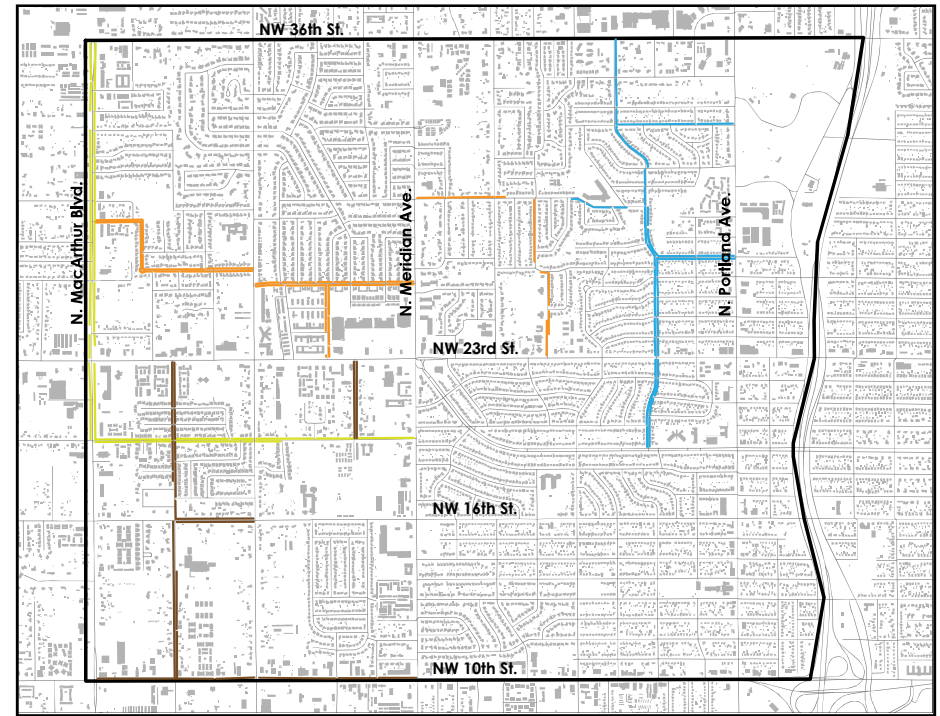 NW 36th St.
N. MacArthur Blvd.
N. Meridian Ave.
N. Portland Ave.
NW 23rd St.
NW 16th St.
NW 10th St.